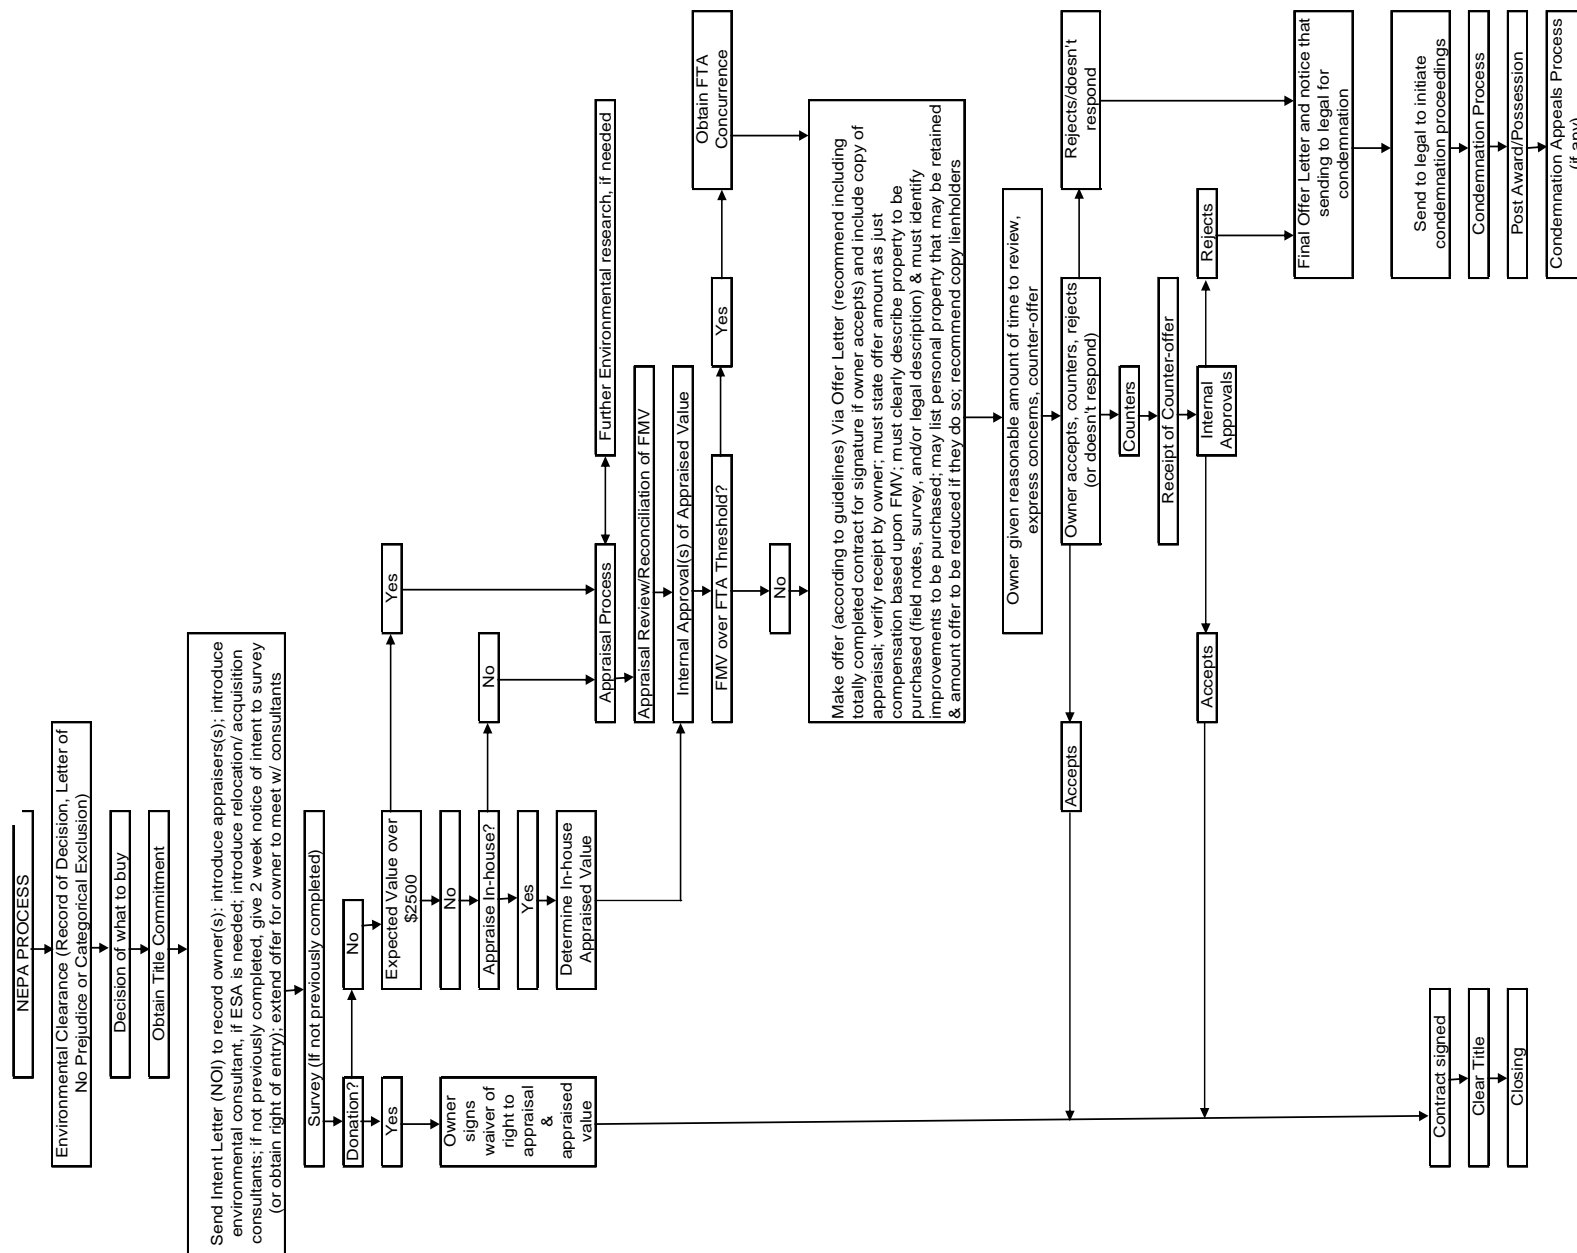 NEPA PROCESS
Environmental Clearance (Record of Decision, Letter of
No Prejudice or Categorical Exclusion)
Decision of what to buy
Obtain Title Commitment
Send Intent Letter (NOI) to record owner(s): introduce appraisers(s); introduce
environmental consultant, if ESA is needed; introduce relocation/ acquisition
consultants; if not previously completed, give 2 week notice of intent to survey
(or obtain right of entry); extend offer for owner to meet w/ consultants
Survey (If not previously completed)
Donation?
No
Yes
Expected Value over
$2500
Yes
No
Owner
signs
waiver of
right to
appraisal
&
appraised
value
Appraise In-house?
No
Yes
Determine In-house
Appraised Value
Appraisal Process
Further Environmental research, if needed
Appraisal Review/Reconciliation of FMV
Internal Approval(s) of Appraised Value
FMV over FTA Threshold?
Yes
Obtain FTA
Concurrence
No
Make offer (according to guidelines) Via Offer Letter (recommend including
totally completed contract for signature if owner accepts) and include copy of
appraisal; verify receipt by owner; must state offer amount as just
compensation based upon FMV; must clearly describe property to be
purchased (field notes, survey, and/or legal description) & must identify
improvements to be purchased; may list personal property that may be retained
& amount offer to be reduced if they do so; recommend copy lienholders
Owner given reasonable amount of time to review,
express concerns, counter-offer
Owner accepts, counters, rejects
(or doesn't respond)
Rejects/doesn't
respond
Accepts
Counters
Receipt of Counter-offer
Internal
Approvals
Rejects
Accepts
Final Offer Letter and notice that
sending to legal for
condemnation
Send to legal to initiate
condemnation proceedings
Condemnation Process
Post Award/Possession
Condemnation Appeals Process
(if any)
Contract signed
Clear Title
Closing